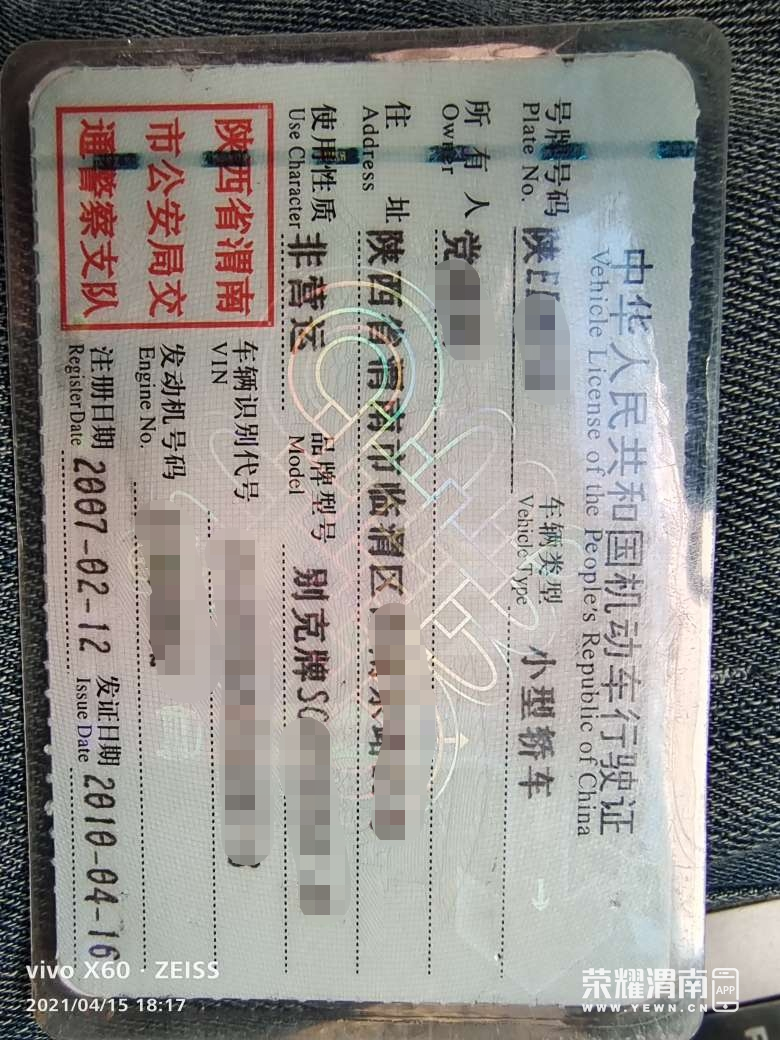 中华人民共和国机动车行驶证
Vehicle License of the People's Republic of China
号牌号码 陕E 车辆类型 小型轿车
Plate No. Vehicle Type
所有人 党
Owner
住址 陕西省渭南市临渭区
Address
使用性质 非营运 品牌型号 别克牌SG
Use Character Model
陕西省渭南
市公安局交
通警察支队
车辆识别代号
VIN
发动机号码
Engine No.
注册日期 2007-02-12 发证日期 2010-04-16
Register Date Issue Date
vivo X60 · ZEISS
2021/04/15 18:17
荣耀渭南 APP
WWW.YEWN.CN